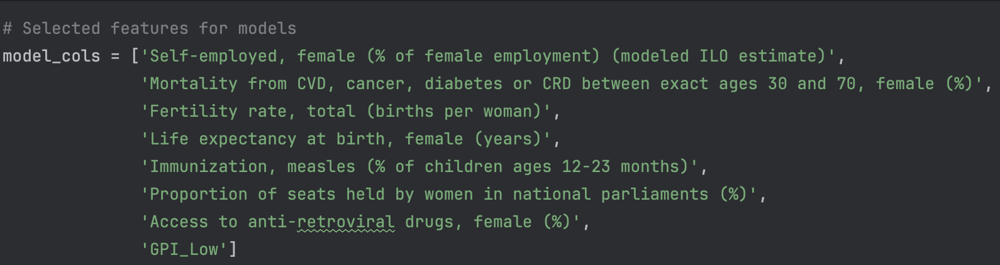 # Selected features for models
model_cols = ['Self-employed, female (% of female employment) (modeled ILO estimate)',
'Mortality from CVD, cancer, diabetes or CRD between exact ages 30 and 70, female (%)',
'Fertility rate, total (births per woman)',
'Life expectancy at birth, female (years)',
'Immunization, measles (% of children ages 12-23 months)',
'Proportion of seats held by women in national parliaments (%)',
'Access to anti-retroviral drugs, female (%)',
'GPI_Low']